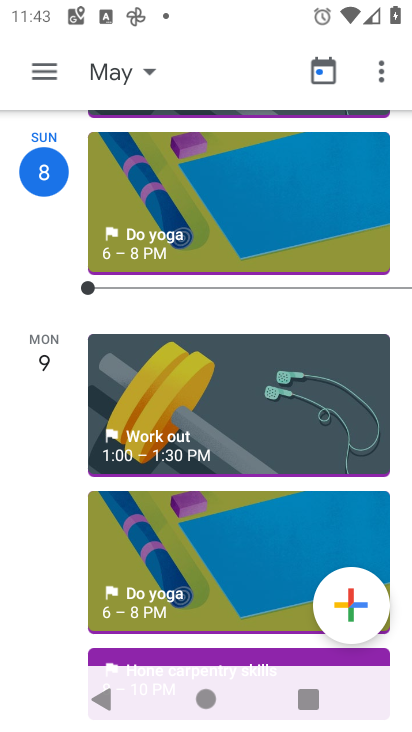 11:43
May
SUN
8
Do yoga
6 – 8 PM
MON
9
Work out
1:00 – 1:30 PM
Do yoga
6 – 8 PM
Hone carpentry skills
– 10 PM